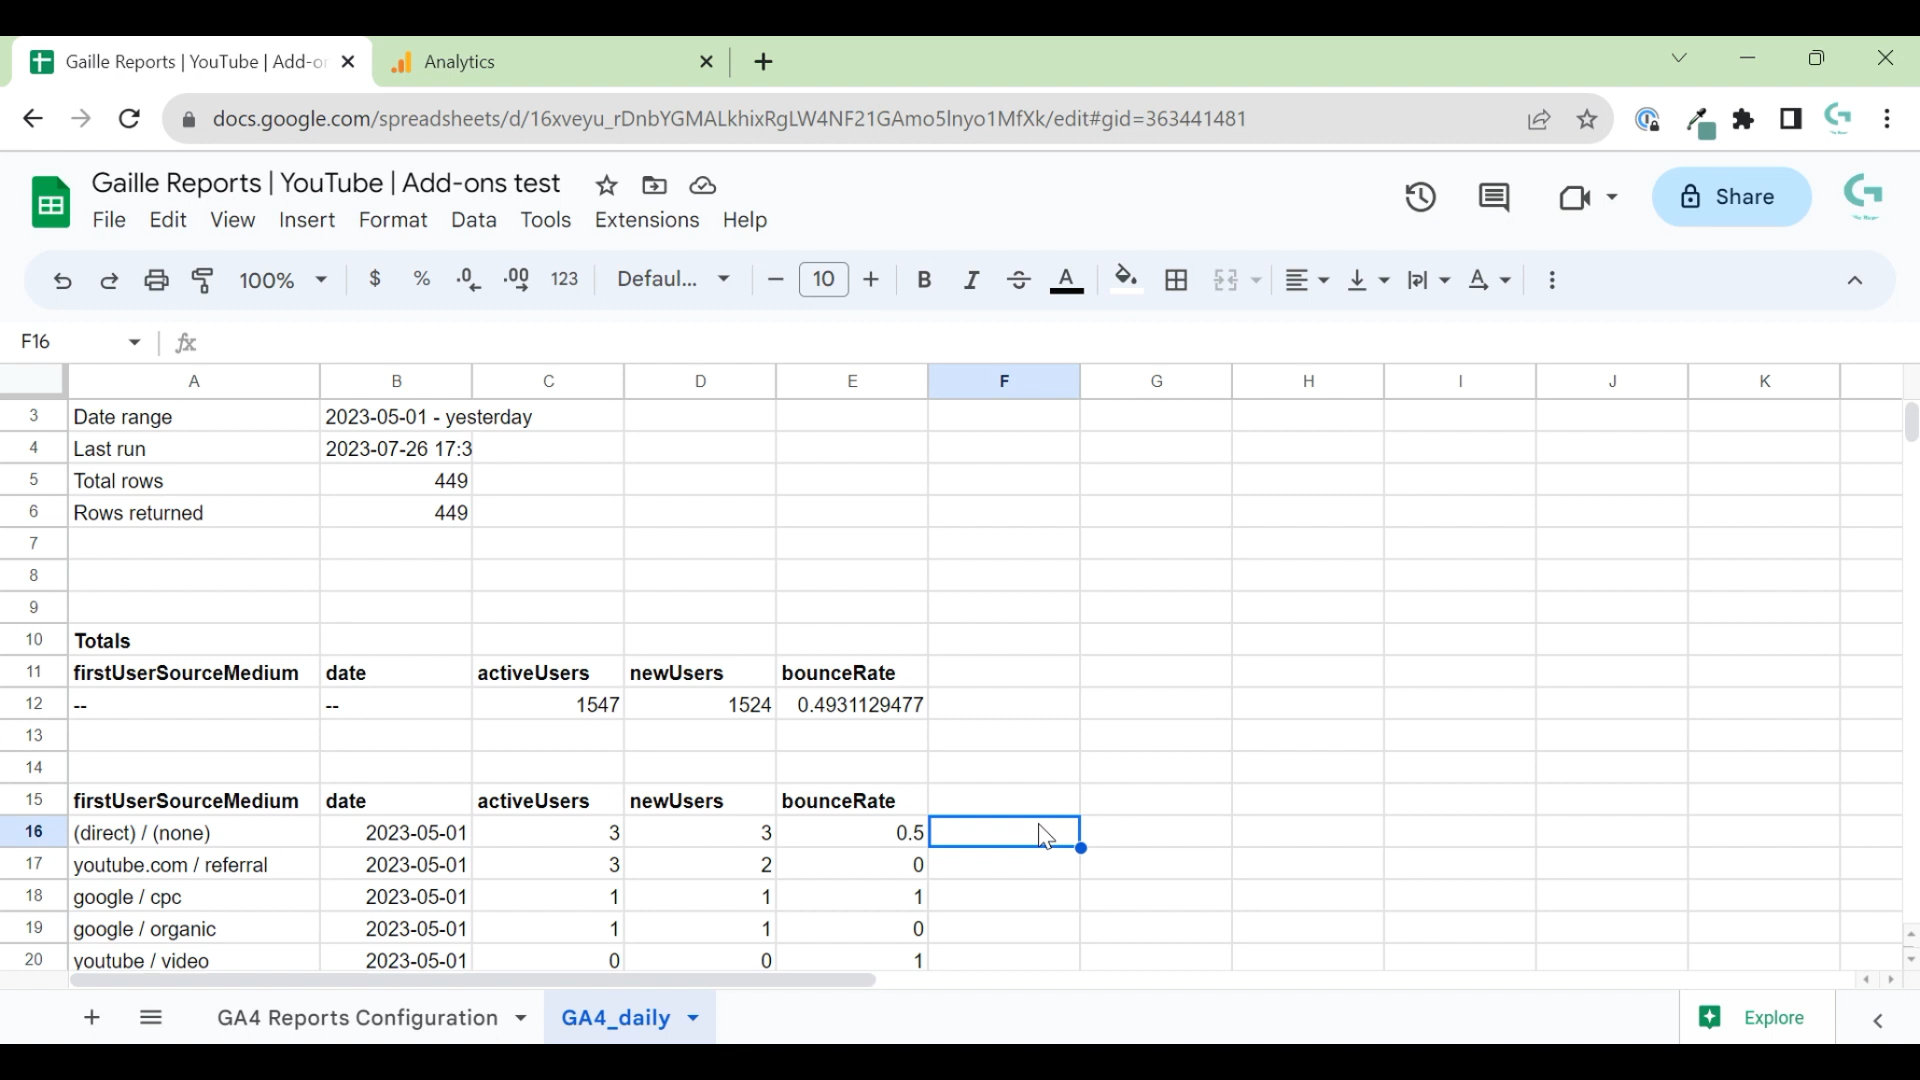 Gaille Reports | YouTube | Add-o
Analytics
docs.google.com/spreadsheets/d/16xveyu_rDnbYGMALkhixRgLW4NF21GAmo5lnyo1MfXk/edit#gid=363441481
Gaille Reports | YouTube | Add-ons test
File Edit View Insert Format Data Tools Extensions Help
Share
100% $ % .0 .00 123 Defaul... 10 B I S A
F16 fx
A B C D E F G H I J K
3 Date range 2023-05-01 - yesterday
4 Last run 2023-07-26 17:3
5 Total rows 449
6 Rows returned 449
7
8
9
10 Totals
11 firstUserSourceMedium date activeUsers newUsers bounceRate
12 -- -- 1547 1524 0.4931129477
13
14
15 firstUserSourceMedium date activeUsers newUsers bounceRate
16 (direct) / (none) 2023-05-01 3 3 0.5
17 youtube.com / referral 2023-05-01 3 2 0
18 google / cpc 2023-05-01 1 1 1
19 google / organic 2023-05-01 1 1 0
20 youtube / video 2023-05-01 0 0 1
GA4 Reports Configuration GA4_daily Explore